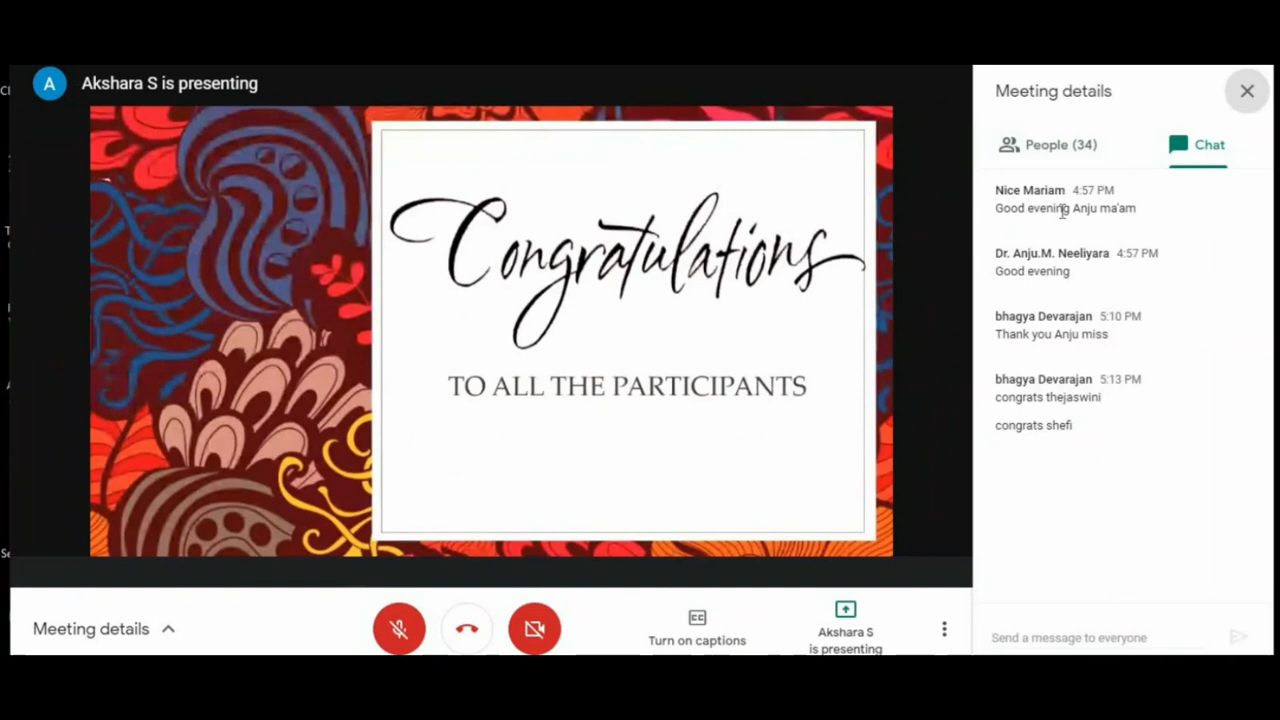 A
Akshara S is presenting
Congratulations
TO ALL THE PARTICIPANTS
Meeting details
People (34)
Chat
Nice Mariam 4:57 PM
Good evening Anju ma'am
Dr. Anju.M. Neeliyara 4:57 PM
Good evening
bhagya Devarajan 5:10 PM
Thank you Anju miss
bhagya Devarajan 5:13 PM
congrats thejaswini
congrats shefi
Send a message to everyone
Meeting details
CC
Turn on captions
Akshara S
is presenting